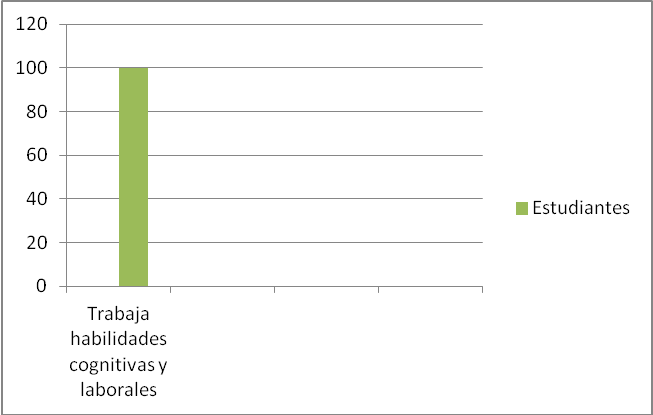 120
100
80
60
40
20
0
Trabaja
habilidades
cognitivas y
laborales
Estudiantes